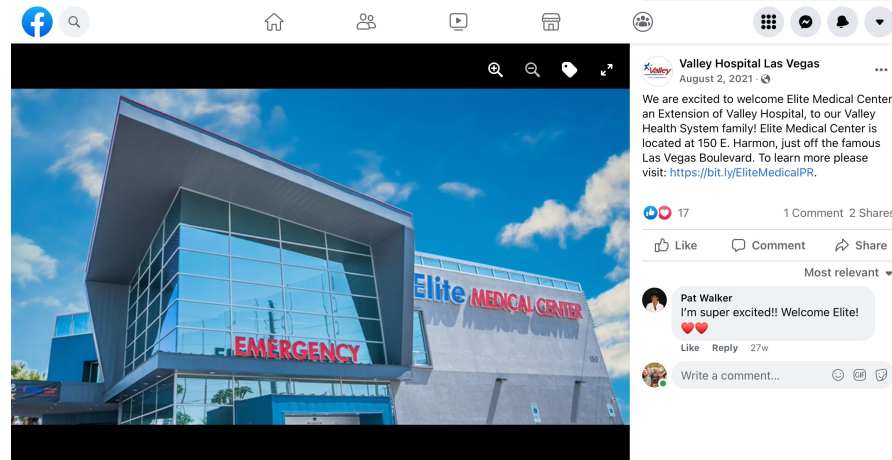 Valley Hospital Las Vegas
August 2, 2021 ·
We are excited to welcome Elite Medical Center
an Extension of Valley Hospital, to our Valley
Health System family! Elite Medical Center is
located at 150 E. Harmon, just off the famous
Las Vegas Boulevard. To learn more please
visit: https://bit.ly/EliteMedicalPR.
17
1 Comment 2 Shares
Like Comment Share
Most relevant
Pat Walker
I'm super excited!! Welcome Elite!
❤️❤️
Like Reply 27w
Write a comment...
GIF
Valley
Elite MEDICAL CENTER
EMERGENCY
150